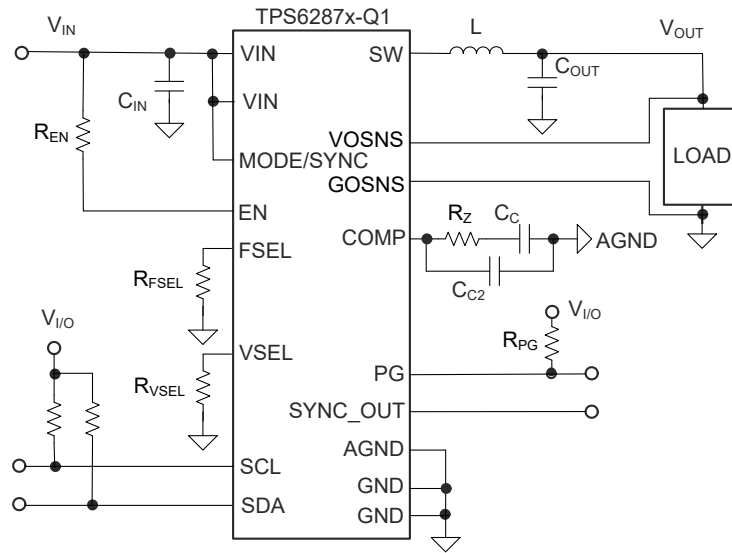 TPS6287x-Q1
VIN
VIN
CIN
VIN
MODE/SYNC
REN
EN
FSEL
RFSEL
VI/O
VSEL
RVSEL
SCL
SDA
SW
L
COUT
VOUT
VOSNS
GOSNS
LOAD
COMP
RZ
CC
AGND
CC2
VI/O
RPG
PG
SYNC_OUT
AGND
GND
GND